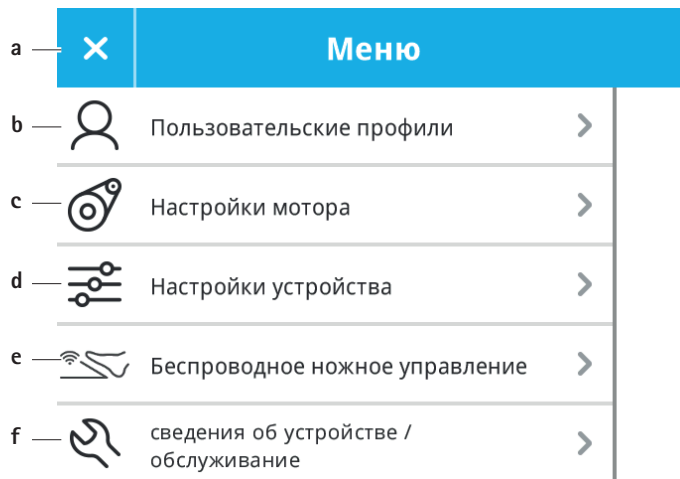 a Меню
b Пользовательские профили
c Настройки мотора
d Настройки устройства
e Беспроводное ножное управление
f сведения об устройстве /
обслуживание